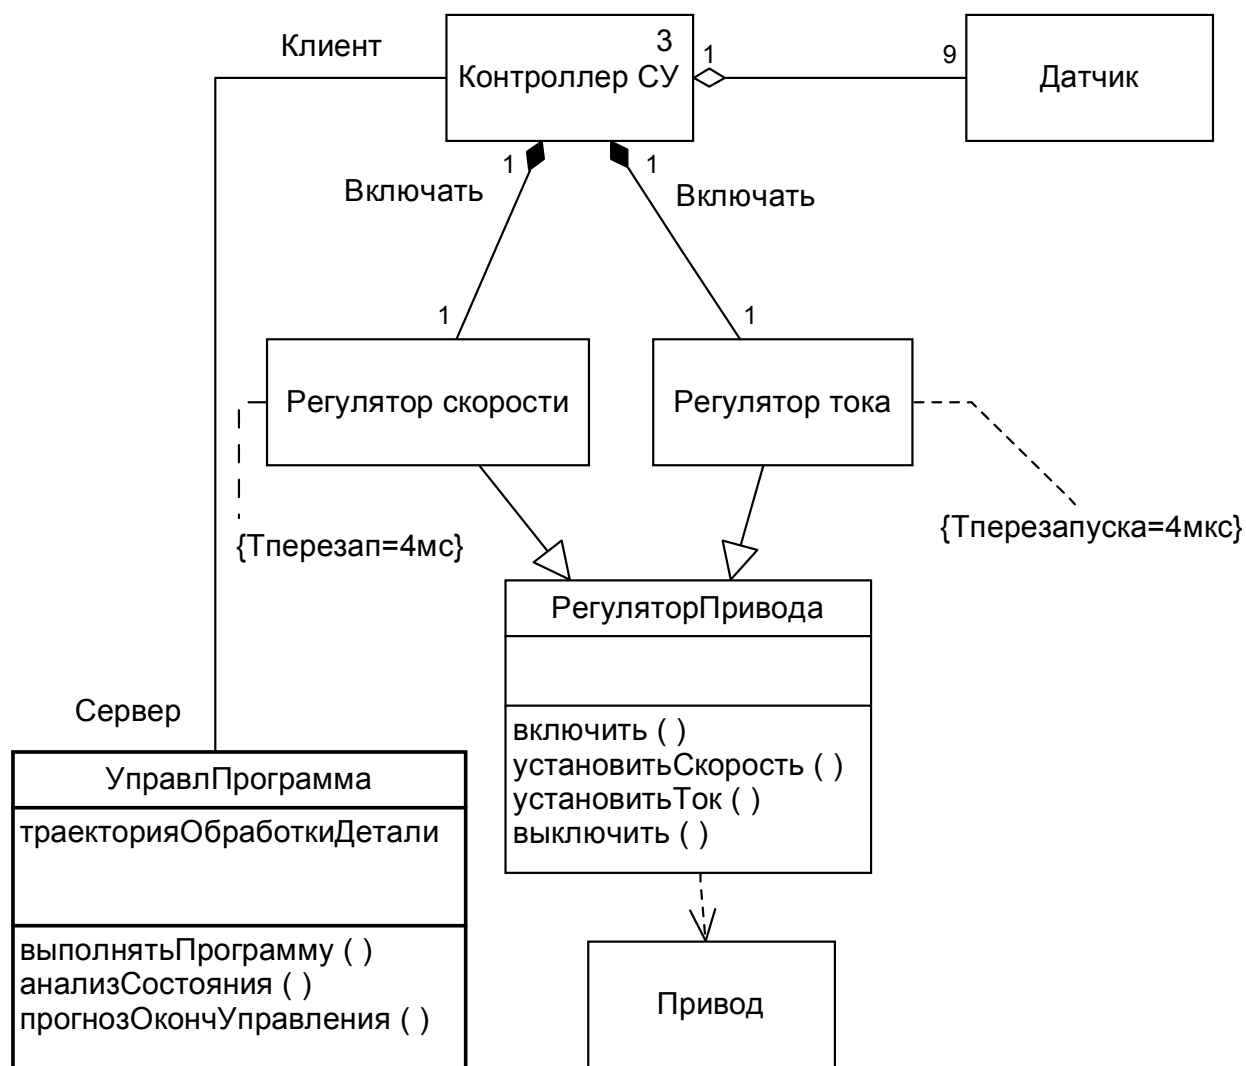 Клиент
3
Контроллер СУ
1
9
Датчик
1
1
Включать
Включать
1
1
Регулятор скорости
Регулятор тока
{Тперезап=4мс}
{Тперезапуска=4мкс}
РегуляторПривода
включить ( )
установитьСкорость ( )
установитьТок ( )
выключить ( )
Сервер
УправлПрограмма
траекторияОбработкиДетали
выполнятьПрограмму ( )
анализСостояния ( )
прогнозОкончУправления ( )
Привод